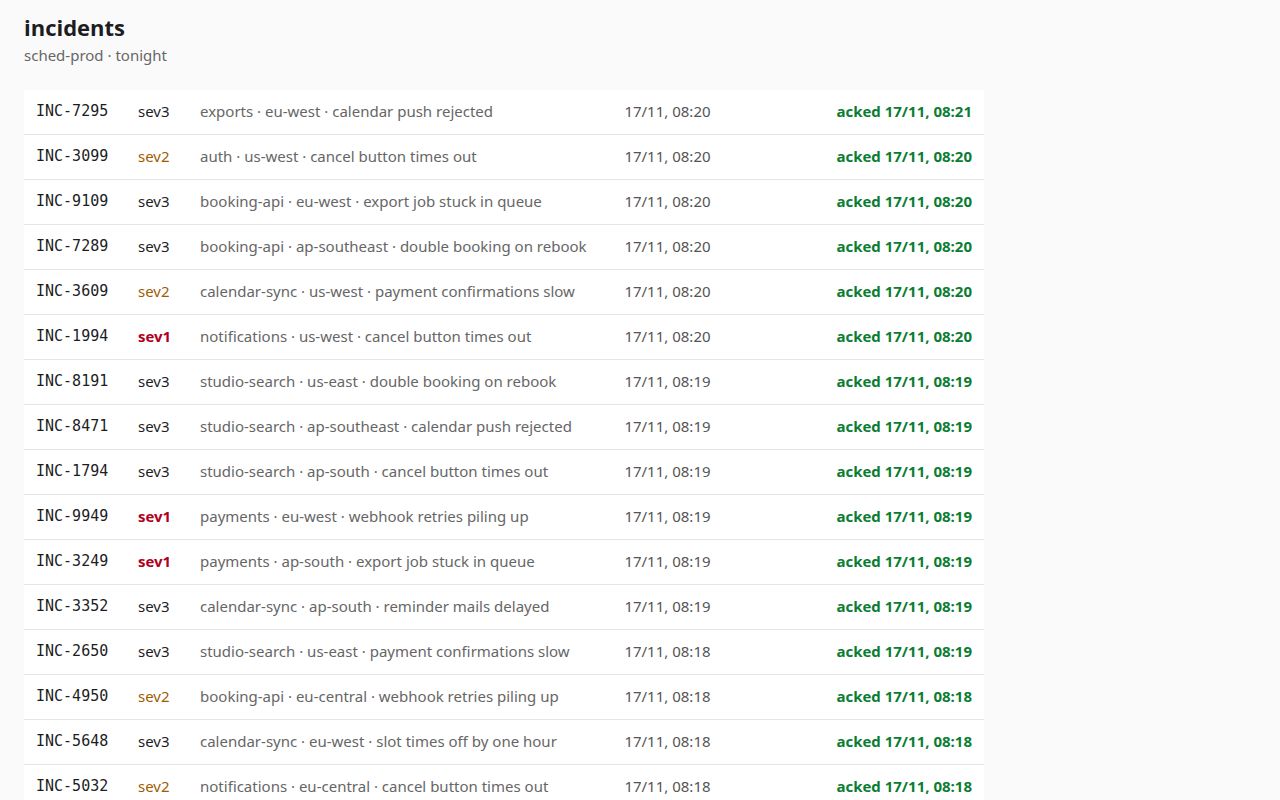 incidents
sched-prod · tonight
INC-7295 sev3 exports · eu-west · calendar push rejected 17/11, 08:20 acked 17/11, 08:21
INC-3099 sev2 auth · us-west · cancel button times out 17/11, 08:20 acked 17/11, 08:20
INC-9109 sev3 booking-api · eu-west · export job stuck in queue 17/11, 08:20 acked 17/11, 08:20
INC-7289 sev3 booking-api · ap-southeast · double booking on rebook 17/11, 08:20 acked 17/11, 08:20
INC-3609 sev2 calendar-sync · us-west · payment confirmations slow 17/11, 08:20 acked 17/11, 08:20
INC-1994 sev1 notifications · us-west · cancel button times out 17/11, 08:20 acked 17/11, 08:20
INC-8191 sev3 studio-search · us-east · double booking on rebook 17/11, 08:19 acked 17/11, 08:19
INC-8471 sev3 studio-search · ap-southeast · calendar push rejected 17/11, 08:19 acked 17/11, 08:19
INC-1794 sev3 studio-search · ap-south · cancel button times out 17/11, 08:19 acked 17/11, 08:19
INC-9949 sev1 payments · eu-west · webhook retries piling up 17/11, 08:19 acked 17/11, 08:19
INC-3249 sev1 payments · ap-south · export job stuck in queue 17/11, 08:19 acked 17/11, 08:19
INC-3352 sev3 calendar-sync · ap-south · reminder mails delayed 17/11, 08:19 acked 17/11, 08:19
INC-2650 sev3 studio-search · us-east · payment confirmations slow 17/11, 08:18 acked 17/11, 08:19
INC-4950 sev2 booking-api · eu-central · webhook retries piling up 17/11, 08:18 acked 17/11, 08:18
INC-5648 sev3 calendar-sync · eu-west · slot times off by one hour 17/11, 08:18 acked 17/11, 08:18
INC-5032 sev2 notifications · eu-central · cancel button times out 17/11, 08:18 acked 17/11, 08:18